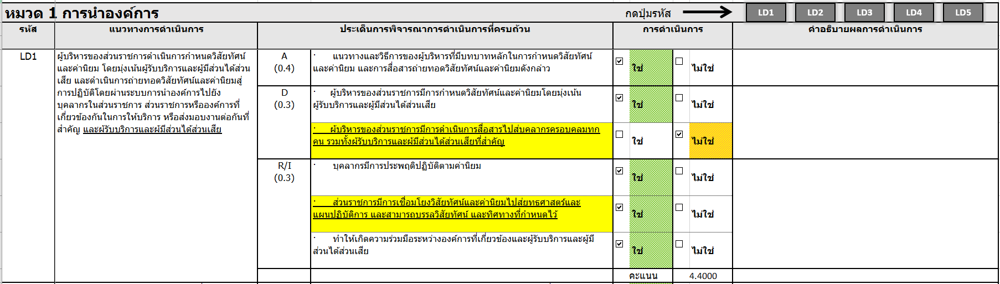 หมวด 1 การนำองค์การ
กดปุ่มรหัส
LD1 LD2 LD3 LD4 LD5
รหัส
แนวทางการดำเนินการ
ประเด็นการพิจารณาการดำเนินการที่ครบถ้วน
การดำเนินการ
คำอธิบายผลการดำเนินการ
LD1
ผู้บริหารของส่วนราชการดำเนินการกำหนดวิสัยทัศน์
และค่านิยม โดยมุ่งเน้นผู้รับบริการและผู้มีส่วนได้ส่วน
เสีย และดำเนินการถ่ายทอดวิสัยทัศน์และค่านิยมสู่
การปฏิบัติโดยผ่านระบบการนำองค์การไปยัง
บุคลากรในส่วนราชการ ส่วนราชการหรือองค์การที่
เกี่ยวข้องกันในการให้บริการ หรือส่งมอบงานต่อกันที่
สำคัญ และผู้รับบริการและผู้มีส่วนได้ส่วนเสีย
A
(0.4)
· แนวทางและวิธีการของผู้บริหารที่มีบทบาทหลักในการกำหนดวิสัยทัศน์
และค่านิยม และการสื่อสารถ่ายทอดวิสัยทัศน์และค่านิยมดังกล่าว
ใช่
ไม่ใช่
D
(0.3)
· ผู้บริหารของส่วนราชการมีการกำหนดวิสัยทัศน์และค่านิยมโดยมุ่งเน้น
ผู้รับบริการและผู้มีส่วนได้ส่วนเสีย
ใช่
ไม่ใช่
· ผู้บริหารของส่วนราชการมีการดำเนินการสื่อสารไปสู่บุคลากรครอบคลุมทุก
คน รวมทั้งผู้รับบริการและผู้มีส่วนได้ส่วนเสียที่สำคัญ
ใช่
ไม่ใช่
R/I
(0.3)
· บุคลากรมีการประพฤติปฏิบัติตามค่านิยม
ใช่
ไม่ใช่
· ส่วนราชการมีการเชื่อมโยงวิสัยทัศน์และค่านิยมไปสู่ยุทธศาสตร์และ
แผนปฏิบัติการ และสามารถบรรลุวิสัยทัศน์ และทิศทางที่กำหนดไว้
ใช่
ไม่ใช่
· ทำให้เกิดความร่วมมือระหว่างองค์การที่เกี่ยวข้องและผู้รับบริการและผู้มี
ส่วนได้ส่วนเสีย
ใช่
ไม่ใช่
คะแนน
4.4000